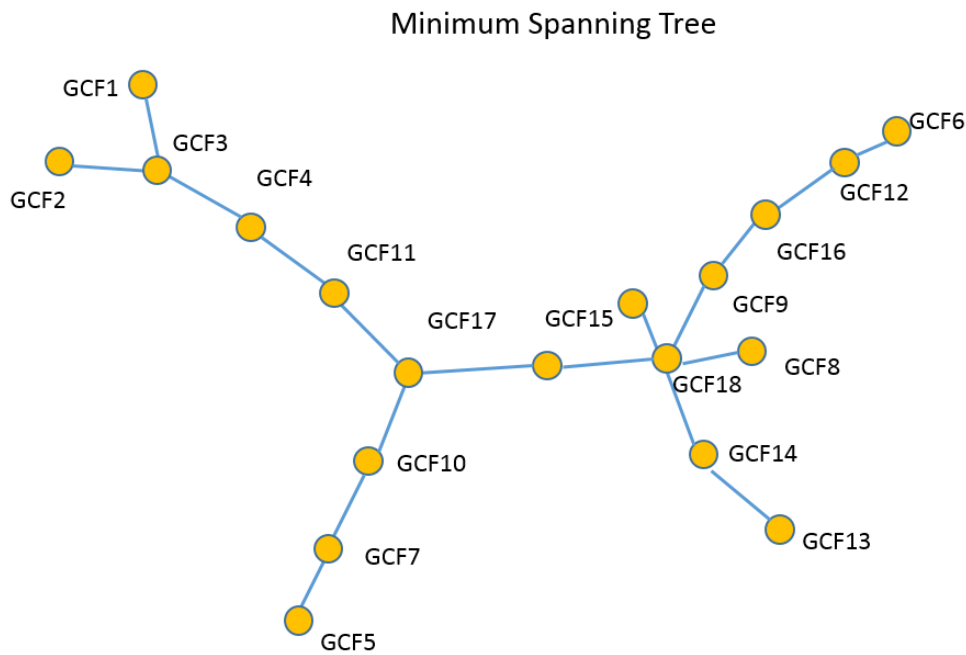 Minimum Spanning Tree
GCF1
GCF6
GCF3
GCF2
GCF4
GCF12
GCF11
GCF16
GCF9
GCF17
GCF15
GCF8
GCF18
GCF10
GCF14
GCF13
GCF7
GCF5